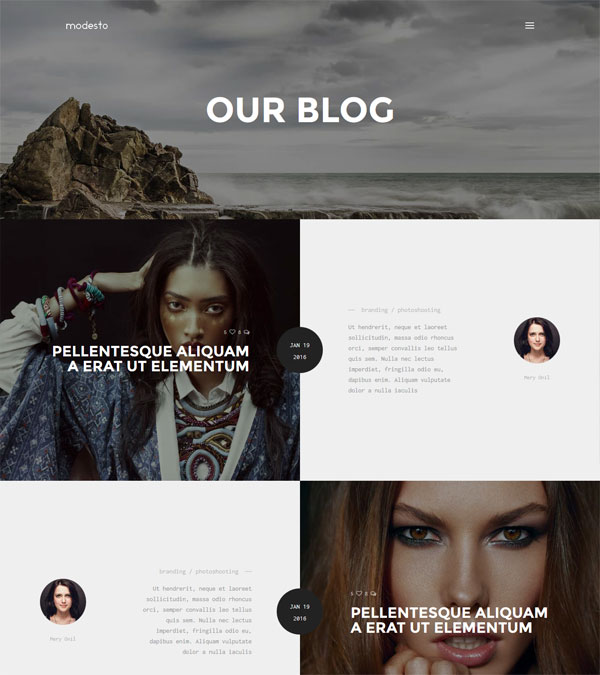 modesto
OUR BLOG
6 8
PELLENTESQUE ALIQUAM
A ERAT UT ELEMENTUM
JAN 19
2016
— branding / photoshooting
Ut hendrerit, neque et laoreet
sollicitudin, massa odio rhoncus
orci, semper convallis leo tellus
quis sem. Nulla nec lectus
imperdiet, fringilla odio eu,
dapibus enim. Aliquam vulputate
dolor a nulla iaculis
Mary Onil
branding / photoshooting —
Ut hendrerit, neque et laoreet
sollicitudin, massa odio rhoncus
orci, semper convallis leo tellus
quis sem. Nulla nec lectus
imperdiet, fringilla odio eu,
dapibus enim. Aliquam vulputate
dolor a nulla iaculis
Mary Onil
JAN 19
2016
6 8
PELLENTESQUE ALIQUAM
A ERAT UT ELEMENTUM